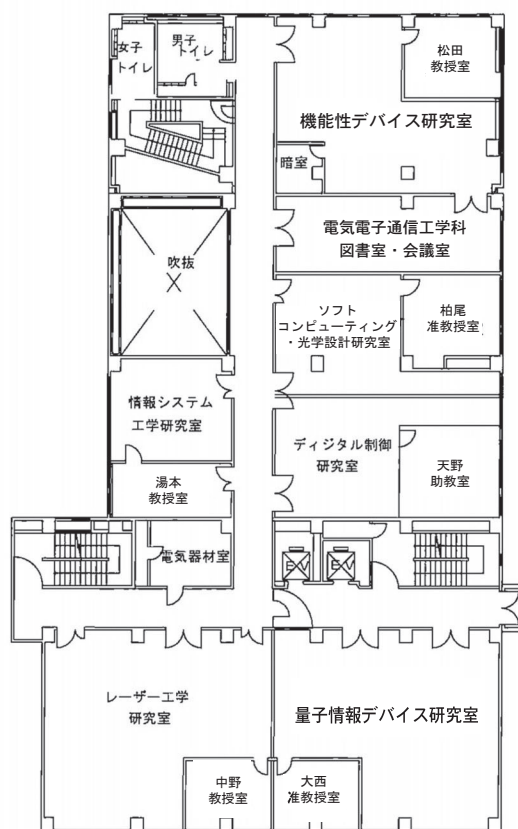 女子
トイレ
男子
トイレ
松田
教授室
機能性デバイス研究室
暗室
電気電子通信工学科
図書室・会議室
吹抜
ソフト
コンピューティング
・光学設計研究室
柏尾
准教授室
情報システム
工学研究室
ディジタル制御
研究室
湯本
教授室
天野
助教室
電気器材室
EV
EV
レーザー工学
研究室
量子情報デバイス研究室
中野
教授室
大西
准教授室